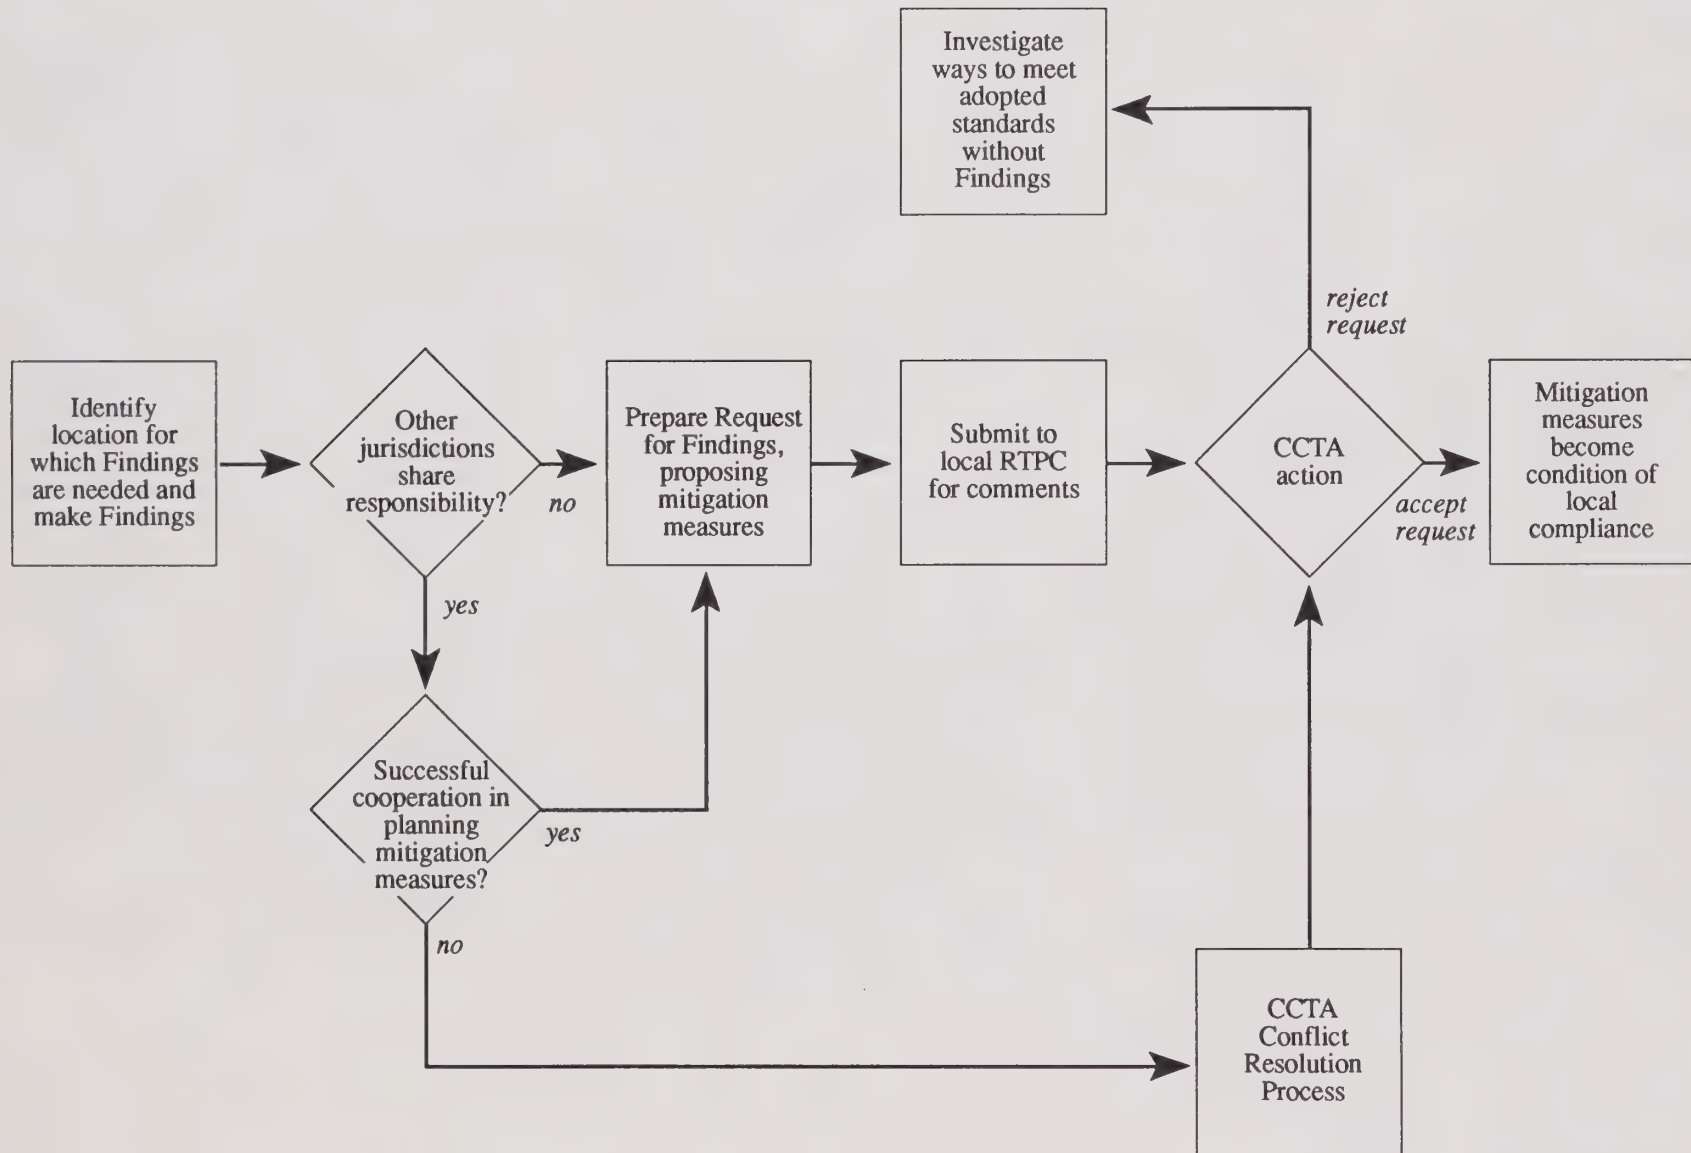 Investigate
ways to meet
adopted
standards
without
Findings
reject
request
Identify
location for
which Findings
are needed and
make Findings
Other
jurisdictions
share
responsibility?
no
yes
Prepare Request
for Findings,
proposing
mitigation
measures
Submit to
local RTPC
for comments
CCTA
action
accept
request
Mitigation
measures
become
condition of
local
compliance
Successful
cooperation in
planning
mitigation
measures?
yes
no
CCTA
Conflict
Resolution
Process